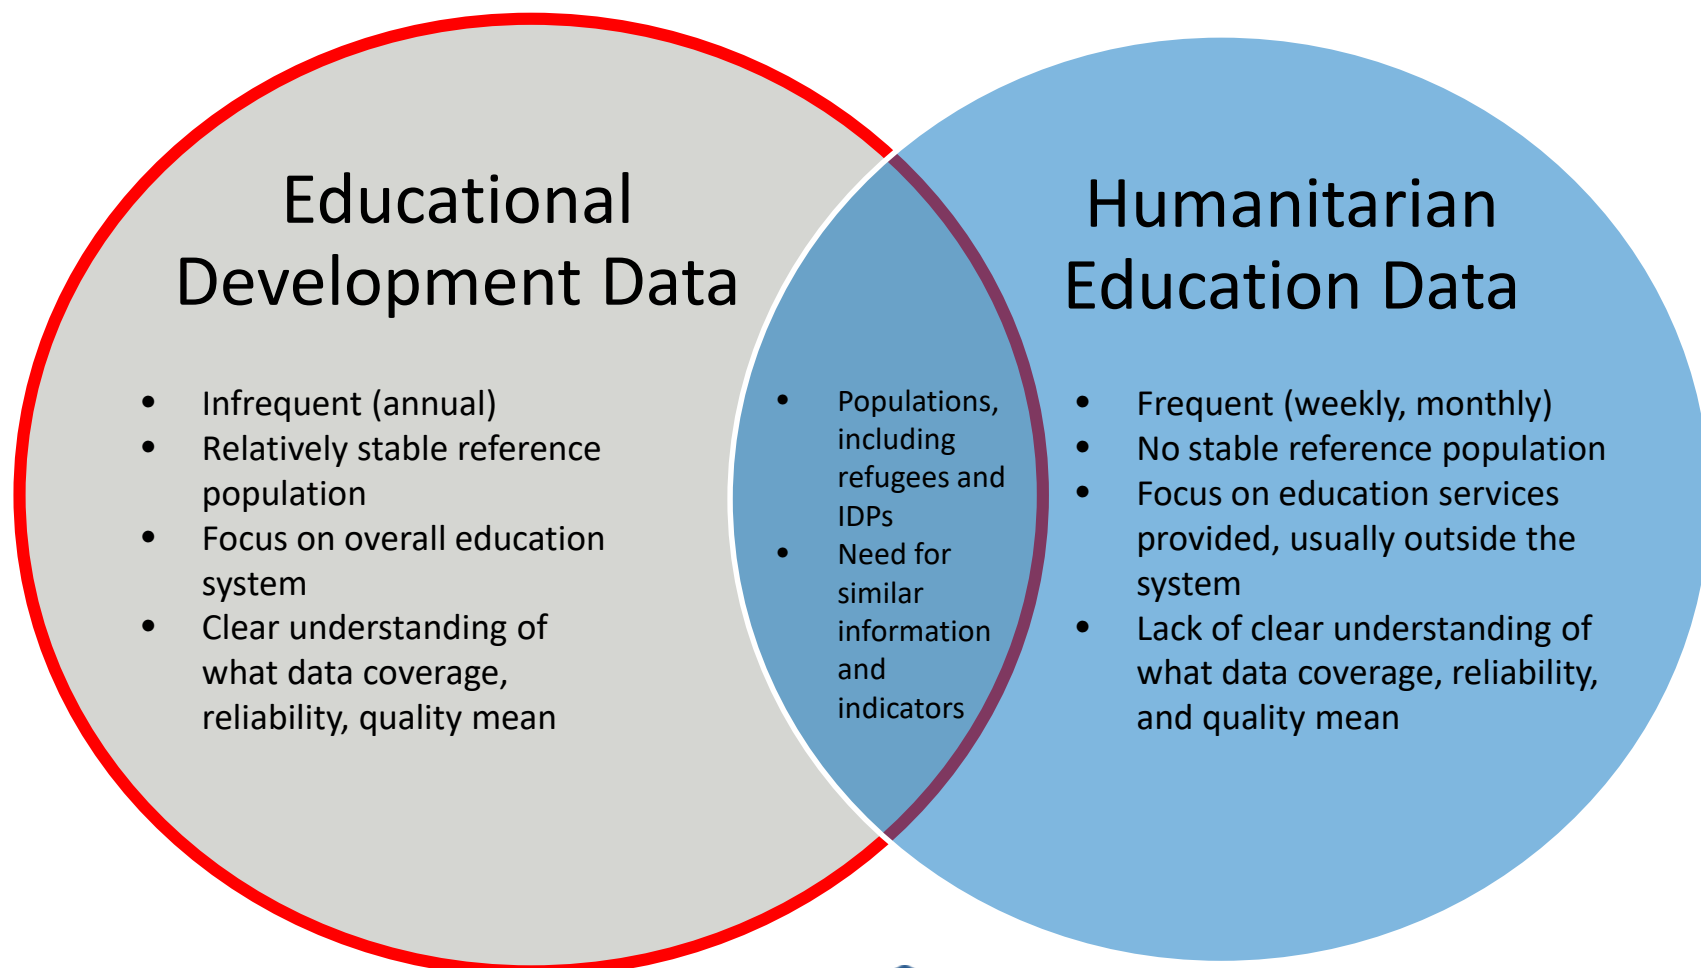 Educational
Development Data
• Infrequent (annual)
• Relatively stable reference
population
• Focus on overall education
system
• Clear understanding of
what data coverage,
reliability, quality mean
• Populations,
including
refugees and
IDPs
• Need for
similar
information
and
indicators
Humanitarian
Education Data
• Frequent (weekly, monthly)
• No stable reference population
• Focus on education services
provided, usually outside the
system
• Lack of clear understanding of
what data coverage, reliability,
and quality mean